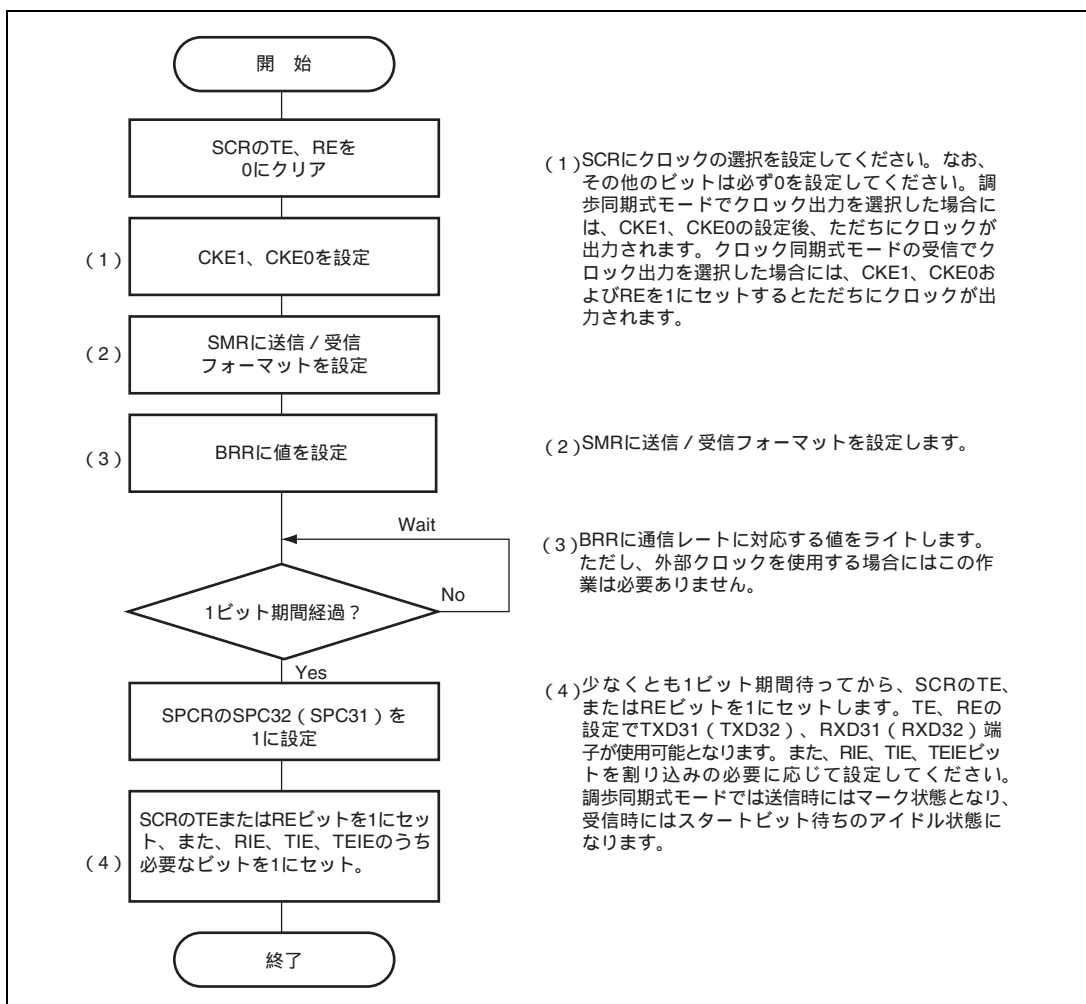 開　始
SCRのTE、REを
0にクリア
(1)
CKE1、CKE0を設定
(2)
SMRに送信 / 受信
フォーマットを設定
(3)
BRRに値を設定
Wait
1ビット期間経過？
No
Yes
SPCRのSPC32（SPC31）を
1に設定
(4)
SCRのTEまたはREビットを1にセッ
ト、また、RIE、TIE、TEIEのうち
必要なビットを1にセット。
終了
(1)SCRにクロックの選択を設定してください。なお、
その他のビットは必ず0を設定してください。調
歩同期式モードでクロック出力を選択した場合に
は、CKE1、CKE0の設定後、ただちにクロックが
出力されます。クロック同期式モードの受信でク
ロック出力を選択した場合には、CKE1、CKE0お
よびREを1にセットするとただちにクロックが出
力されます。
(2)SMRに送信 / 受信フォーマットを設定します。
(3)BRRに通信レートに対応する値をライトします。
ただし、外部クロックを使用する場合にはこの作
業は必要ありません。
(4)少なくとも1ビット期間待ってから、SCRのTE、
またはREビットを1にセットします。TE、REの
設定でTXD31（TXD32）、RXD31（RXD32）端
子が使用可能となります。また、RIE、TIE、TEIEビッ
トを割り込みの必要に応じて設定してください。
調歩同期式モードでは送信時にはマーク状態となり、
受信時にはスタートビット待ちのアイドル状態に
なります。